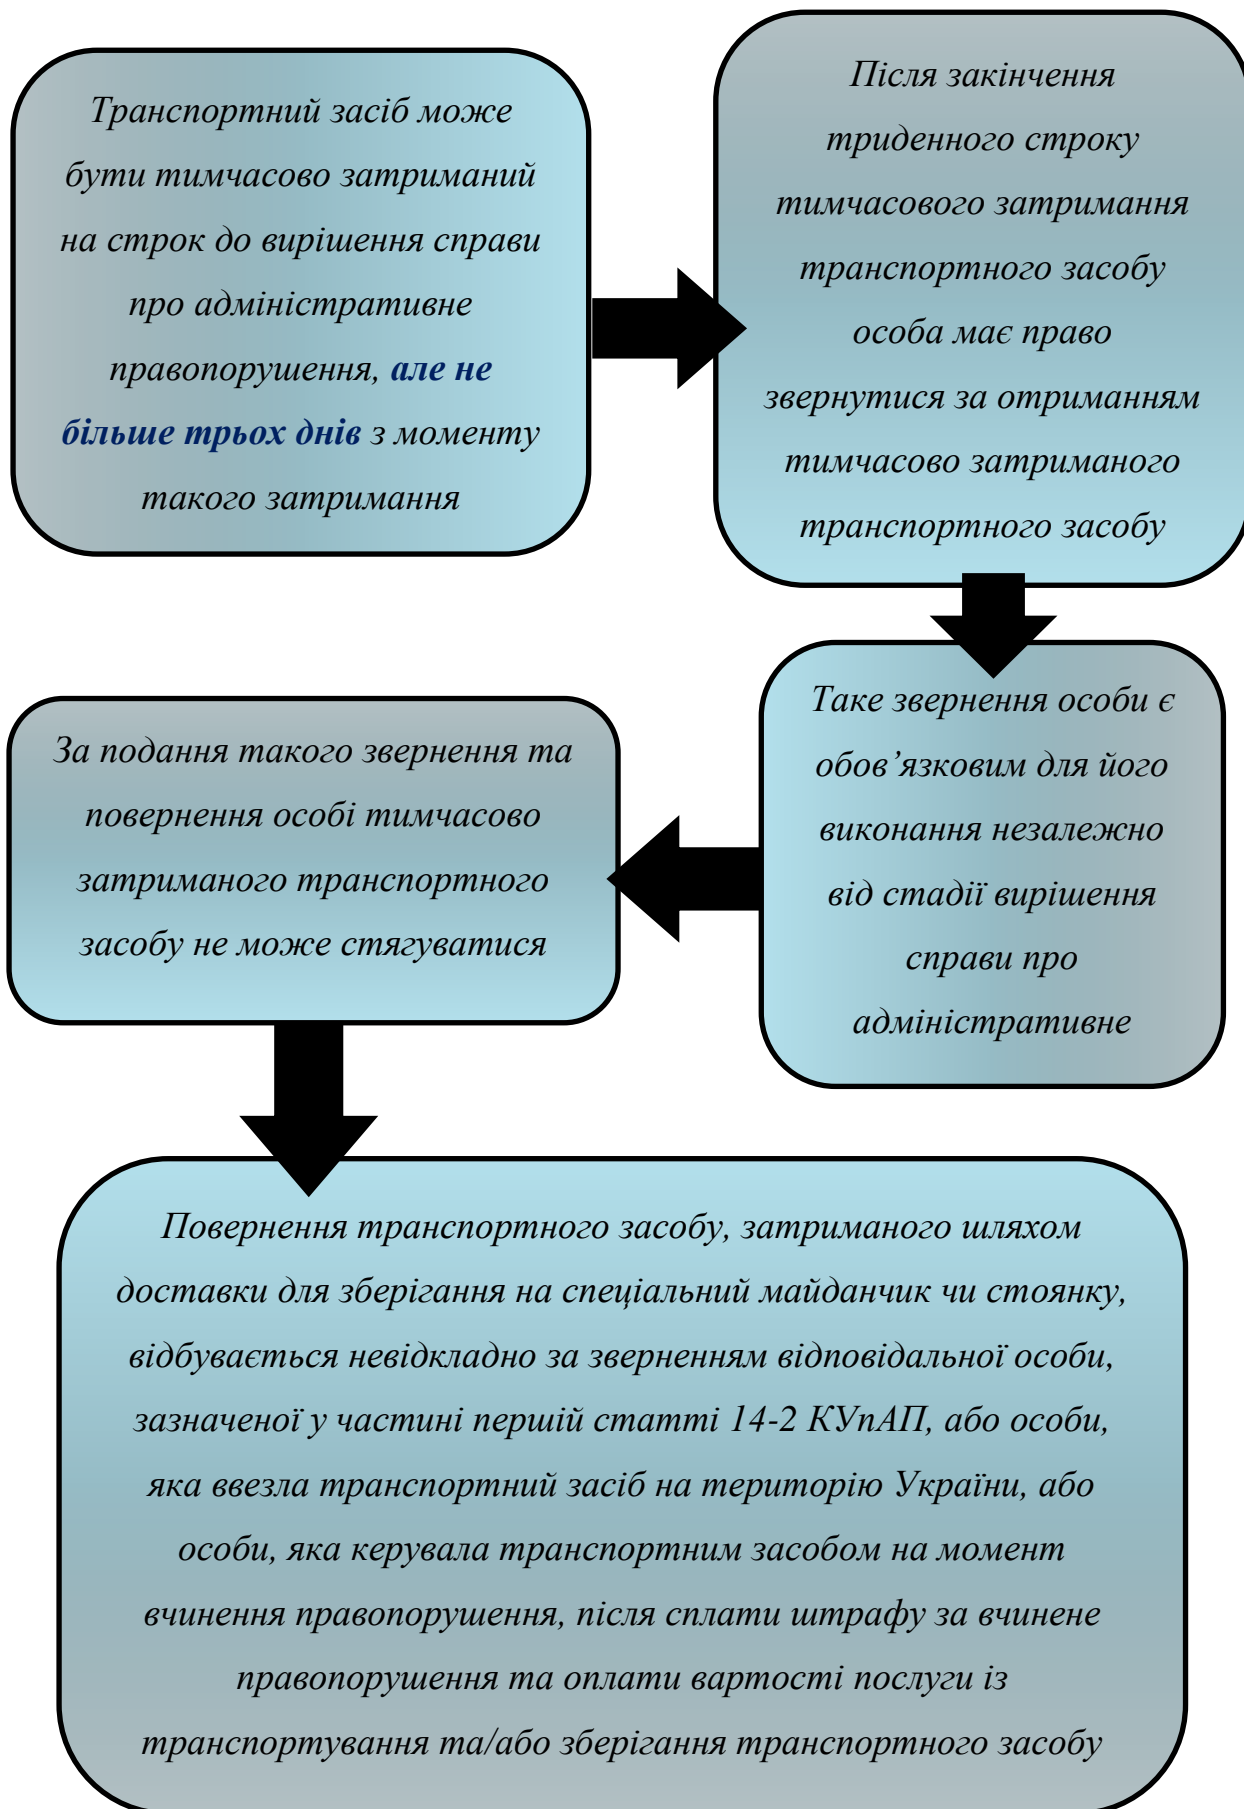 Транспортний засіб може
бути тимчасово затриманий
на строк до вирішення справи
про адміністративне
правопорушення, але не
більше трьох днів з моменту
такого затримання
Після закінчення
триденного строку
тимчасового затримання
транспортного засобу
особа має право
звернутися за отриманням
тимчасово затриманого
транспортного засобу
Таке звернення особи є
обов’язковим для його
виконання незалежно
від стадії вирішення
справи про
адміністративне
За подання такого звернення та
повернення особі тимчасово
затриманого транспортного
засобу не може стягуватися
Повернення транспортного засобу, затриманого шляхом
доставки для зберігання на спеціальний майданчик чи стоянку,
відбувається невідкладно за зверненням відповідальної особи,
зазначеної у частині першій статті 14-2 КУпАП, або особи,
яка ввезла транспортний засіб на територію України, або
особи, яка керувала транспортним засобом на момент
вчинення правопорушення, після сплати штрафу за вчинене
правопорушення та оплати вартості послуги із
транспортування та/або зберігання транспортного засобу